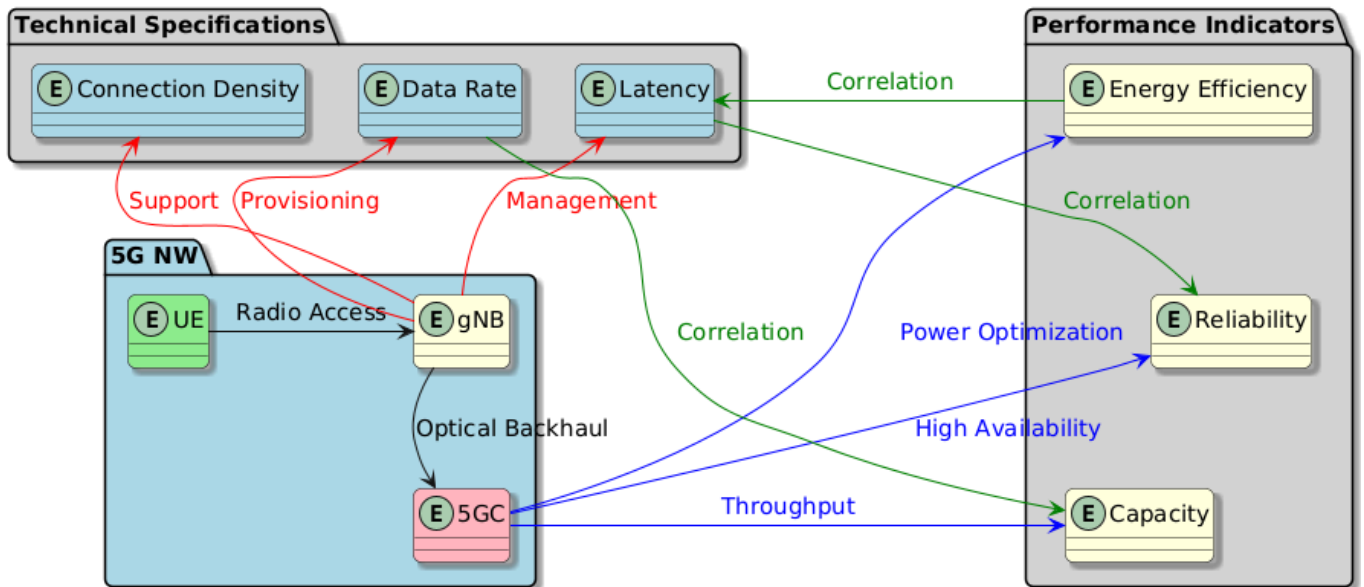 Technical Specifications
Performance Indicators
E Connection Density
E Data Rate
E Latency
Correlation
E Energy Efficiency
Support
Provisioning
Management
Correlation
5G NW
E UE
Radio Access
E gNB
Correlation
Power Optimization
E Reliability
Optical Backhaul
High Availability
E 5GC
Throughput
E Capacity